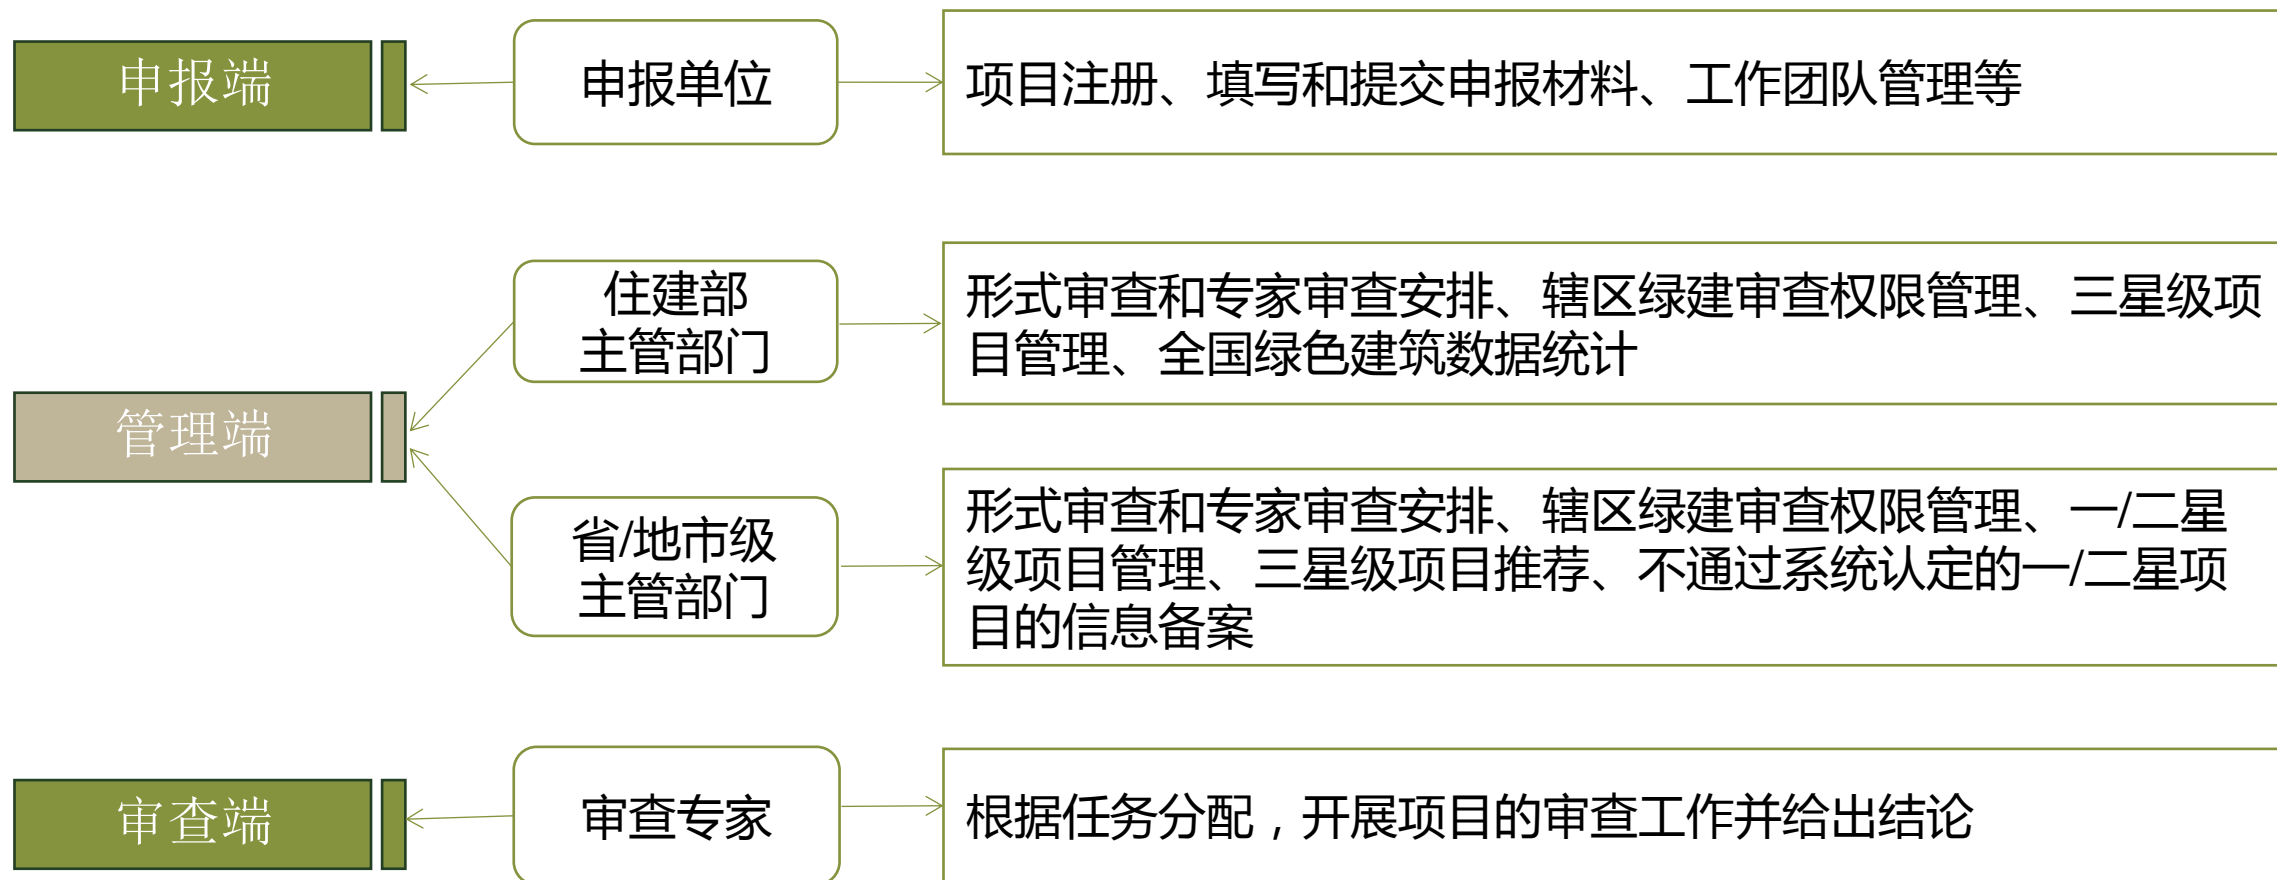 申报端
申报单位
项目注册、填写和提交申报材料、工作团队管理等
管理端
住建部
主管部门
形式审查和专家审查安排、辖区绿建审查权限管理、三星级项
目管理、全国绿色建筑数据统计
省/地市级
主管部门
形式审查和专家审查安排、辖区绿建审查权限管理、一/二星
级项目管理、三星级项目推荐、不通过系统认定的一/二星项
目的信息备案
审查端
审查专家
根据任务分配，开展项目的审查工作并给出结论